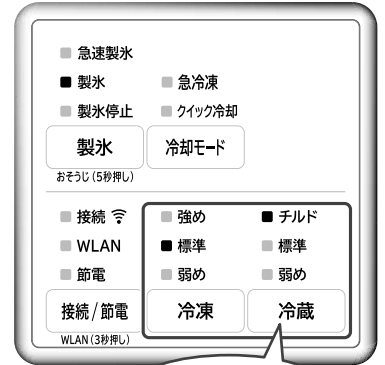 急速製氷
製氷 急冷凍
製氷停止 クイック冷却
製氷 冷却モード
おそうじ(5秒押し)
接続 強め チルド
WLAN 標準 標準
節電 弱め 弱め
接続/節電 冷凍 冷蔵
WLAN(3秒押し)